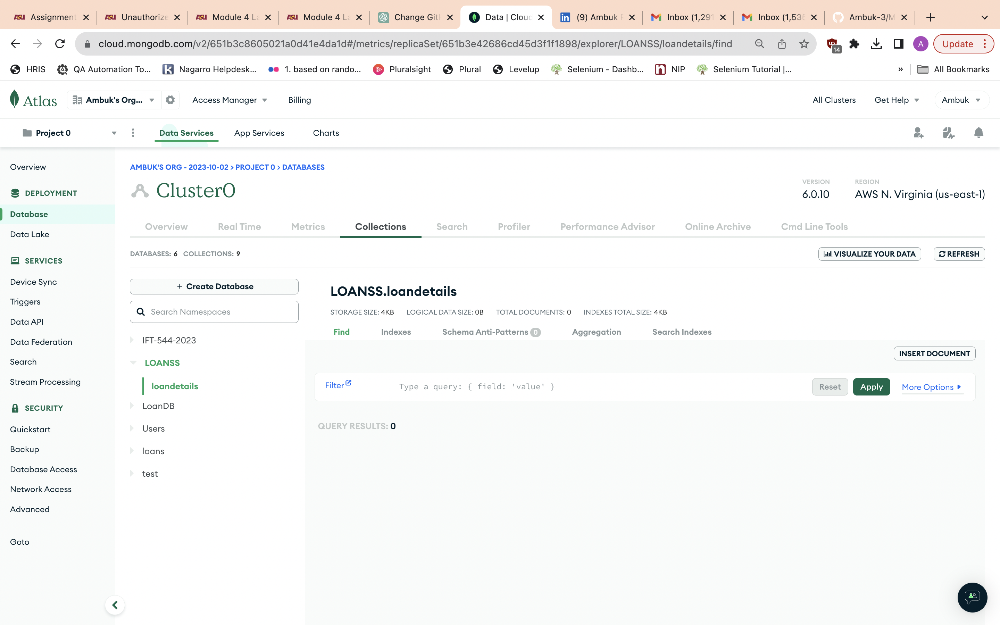 Assignment
Unauthorize
Module 4 La
Module 4 La
Change GitH
Data | Cloud
(9) Ambuk
Inbox (1,291
Inbox (1,535
Ambuk-3/M
cloud.mongodb.com/v2/651b3c8605021a0d41e4da1d#/metrics/replicaSet/651b3e42686cd45d3f1f1898/explorer/LOANSS/loandetails/find
14
A
Update
HRIS
QA Automation To...
Nagarro Helpdesk...
1. based on rando...
Pluralsight
Plural
Levelup
Selenium - Dashb...
NIP
Selenium Tutorial |...
»
All Bookmarks
Atlas
Ambuk's Org...
Access Manager
Billing
All Clusters
Get Help
Ambuk
Project 0
Data Services
App Services
Charts
Overview
DEPLOYMENT
Database
Data Lake
SERVICES
Device Sync
Triggers
Data API
Data Federation
Search
Stream Processing
SECURITY
Quickstart
Backup
Database Access
Network Access
Advanced
Goto
AMBUK'S ORG - 2023-10-02 > PROJECT 0 > DATABASES
Cluster0
VERSION
6.0.10
REGION
AWS N. Virginia (us-east-1)
Overview
Real Time
Metrics
Collections
Search
Profiler
Performance Advisor
Online Archive
Cmd Line Tools
DATABASES: 6 COLLECTIONS: 9
VISUALIZE YOUR DATA
REFRESH
+ Create Database
Search Namespaces
IFT-544-2023
LOANSS
loandetails
LoanDB
Users
loans
test
LOANSS.loandetails
STORAGE SIZE: 4KB LOGICAL DATA SIZE: 0B TOTAL DOCUMENTS: 0 INDEXES TOTAL SIZE: 4KB
Find
Indexes
Schema Anti-Patterns 0
Aggregation
Search Indexes
INSERT DOCUMENT
Filter
Type a query: { field: 'value' }
Reset
Apply
More Options
QUERY RESULTS: 0